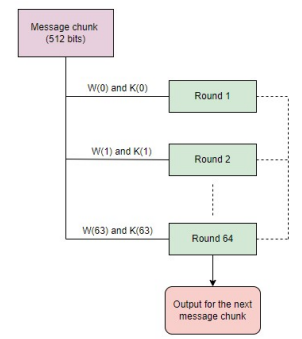 Message chunk
(512 bits)
W(0) and K(0)
Round 1
W(1) and K(1)
Round 2
W(63) and K(63)
Round 64
Output for the next
message chunk